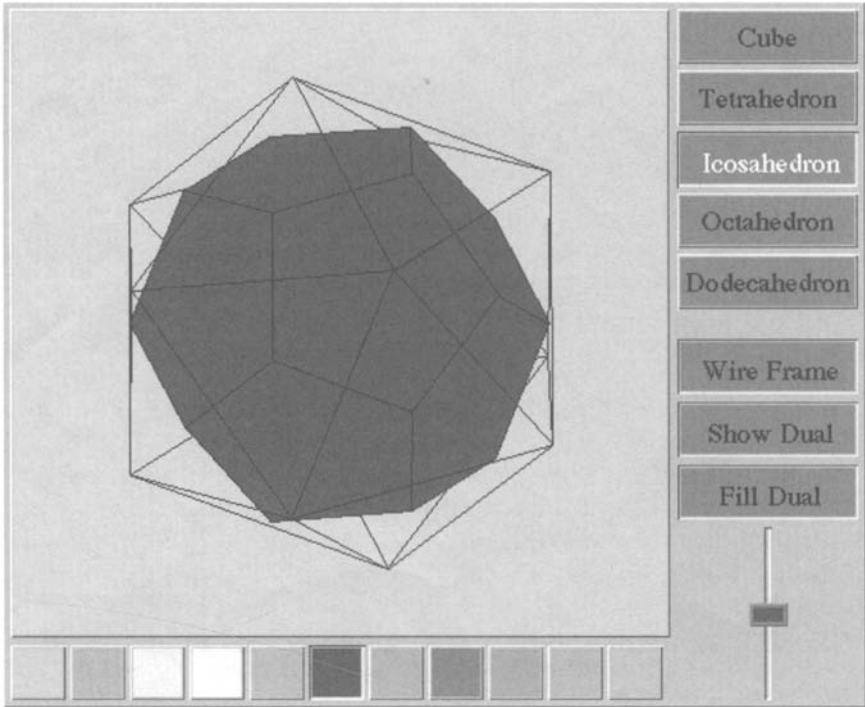 Cube
Tetrahedron
Icosahedron
Octahedron
Dodecahedron
Wire Frame
Show Dual
Fill Dual